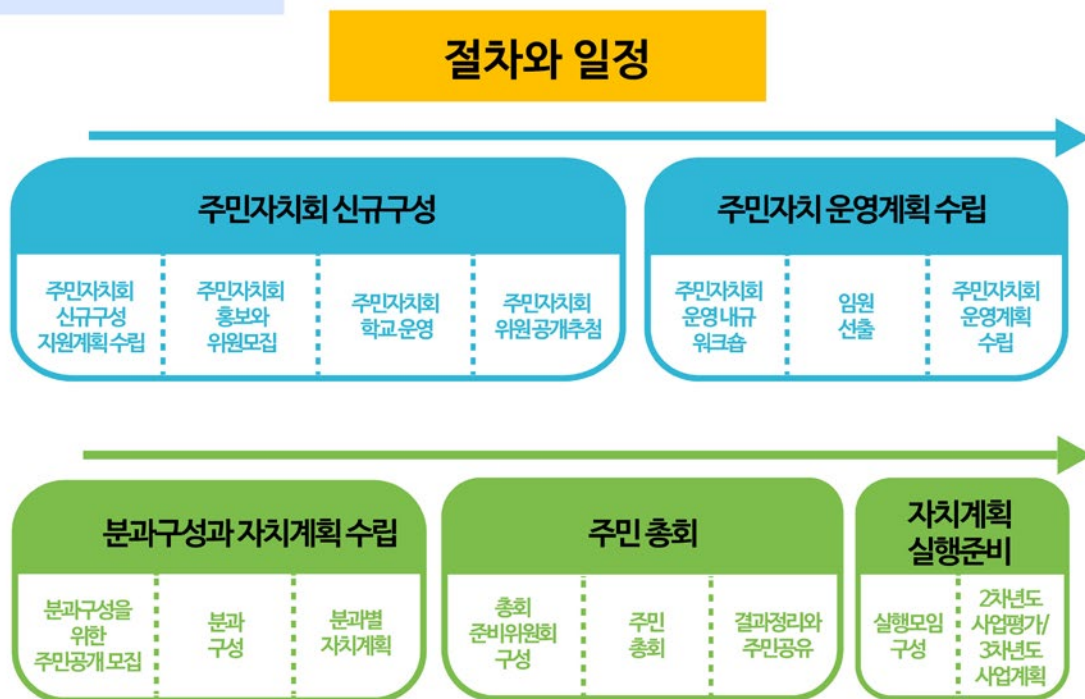 절차와 일정
주민자치회 신규구성
주민자치회
신규구성
지원계획 수립
주민자치회
홍보와
위원모집
주민자치회
학교 운영
주민자치회
위원 공개추첨
주민자치 운영계획 수립
주민자치회
운영 내규
워크숍
임원
선출
주민자치회
운영계획
수립
분과구성과 자치계획 수립
분과구성을
위한
주민공개 모집
분과
구성
분과별
자치계획
주민 총회
총회
준비위원회
구성
주민
총회
결과정리와
주민공유
자치계획
실행준비
실행모임
구성
2차년도
사업평가/
3차년도
사업계획